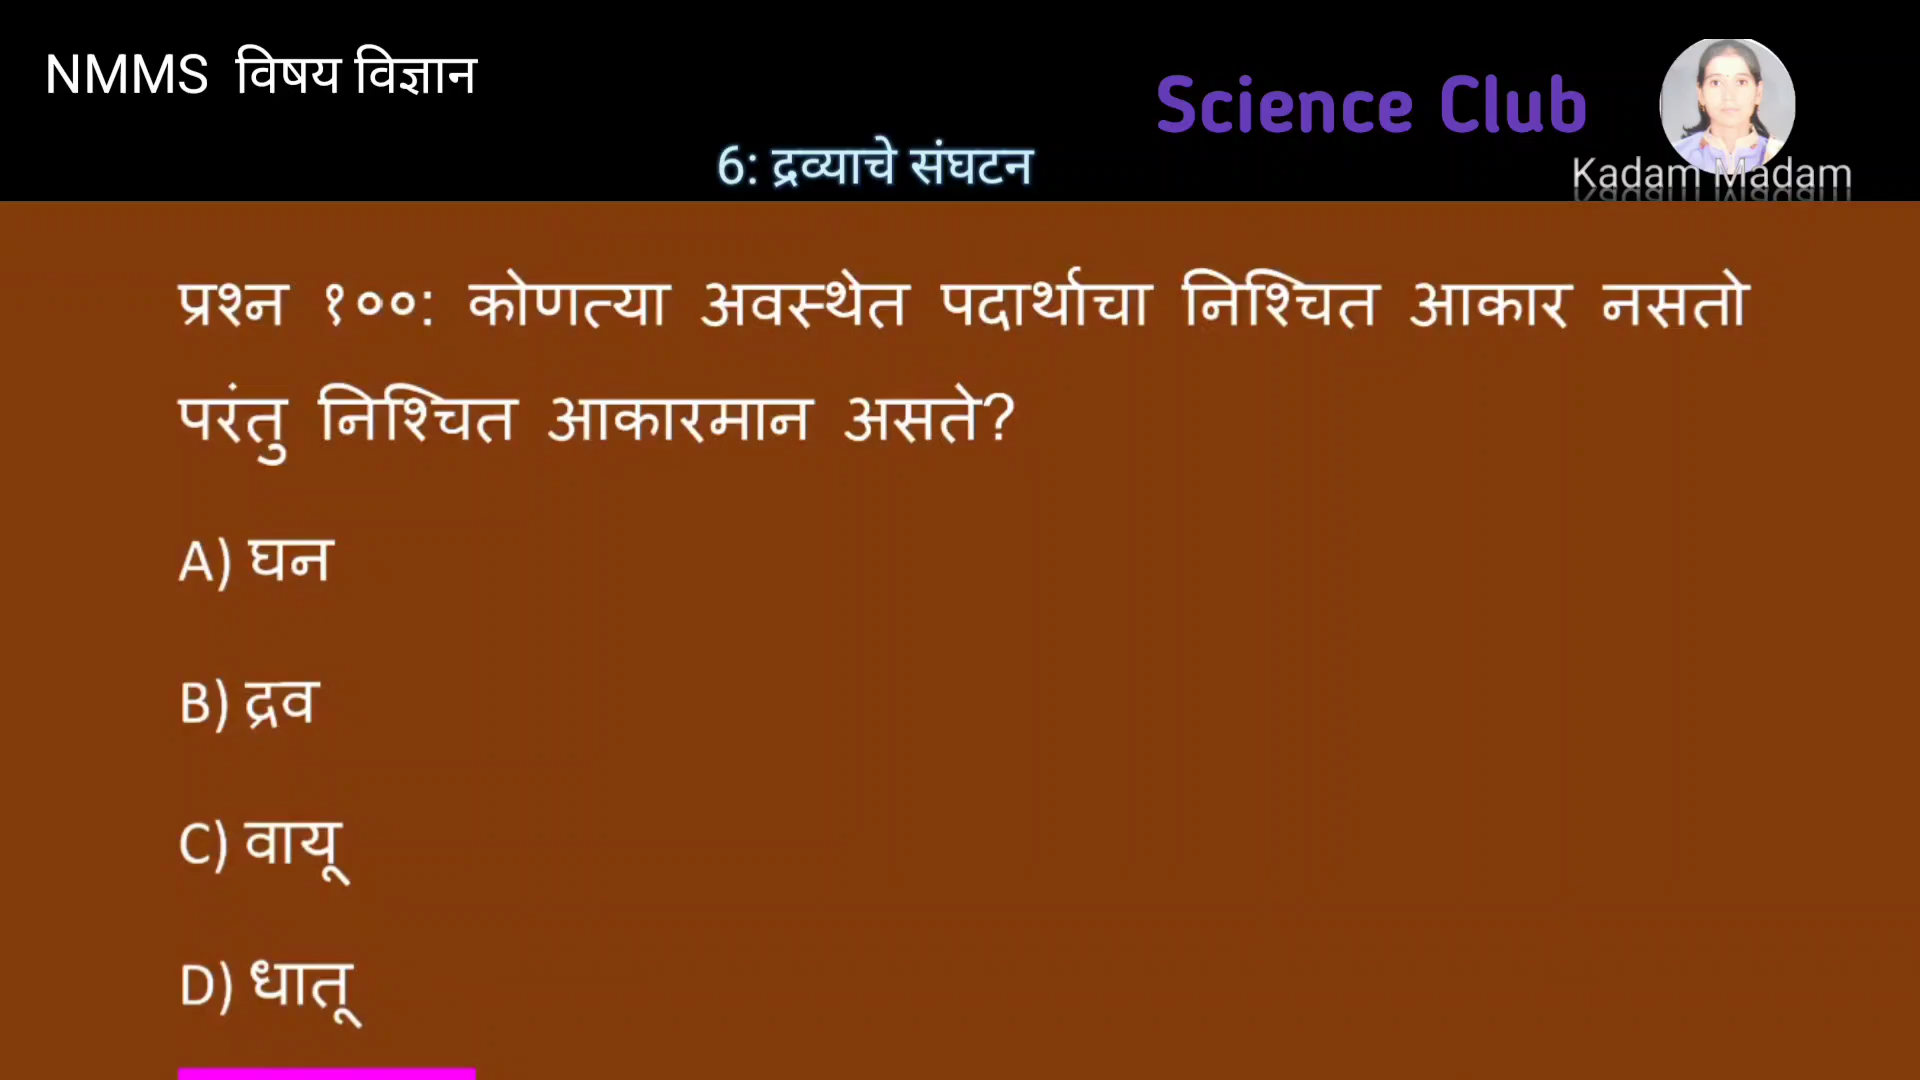 NMMS विषय विज्ञान
Science Club
6: द्रव्याचे संघटन
Kadam Madam
प्रश्न १००: कोणत्या अवस्थेत पदार्थाचा निश्चित आकार नसतो
परंतु निश्चित आकारमान असते?
A) घन
B) द्रव
C) वायू
D) धातू